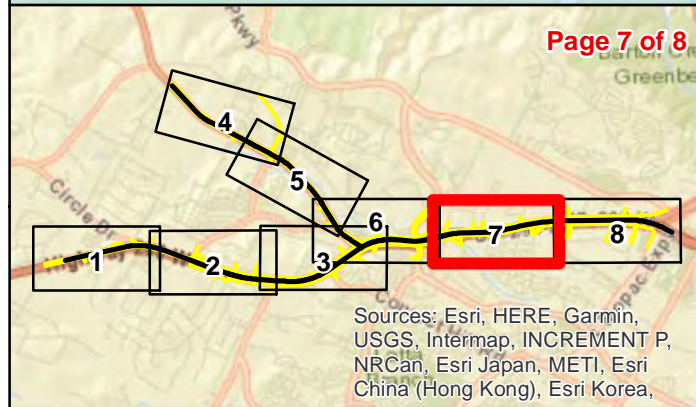 Page 7 of 8
Pkwy
Greenbe
4
5
Circle Dr
6
7
8
1
2
3
Sources: Esri, HERE, Garmin,
USGS, Intermap, INCREMENT P,
NRCan, Esri Japan, METI, Esri
China (Hong Kong), Esri Korea,